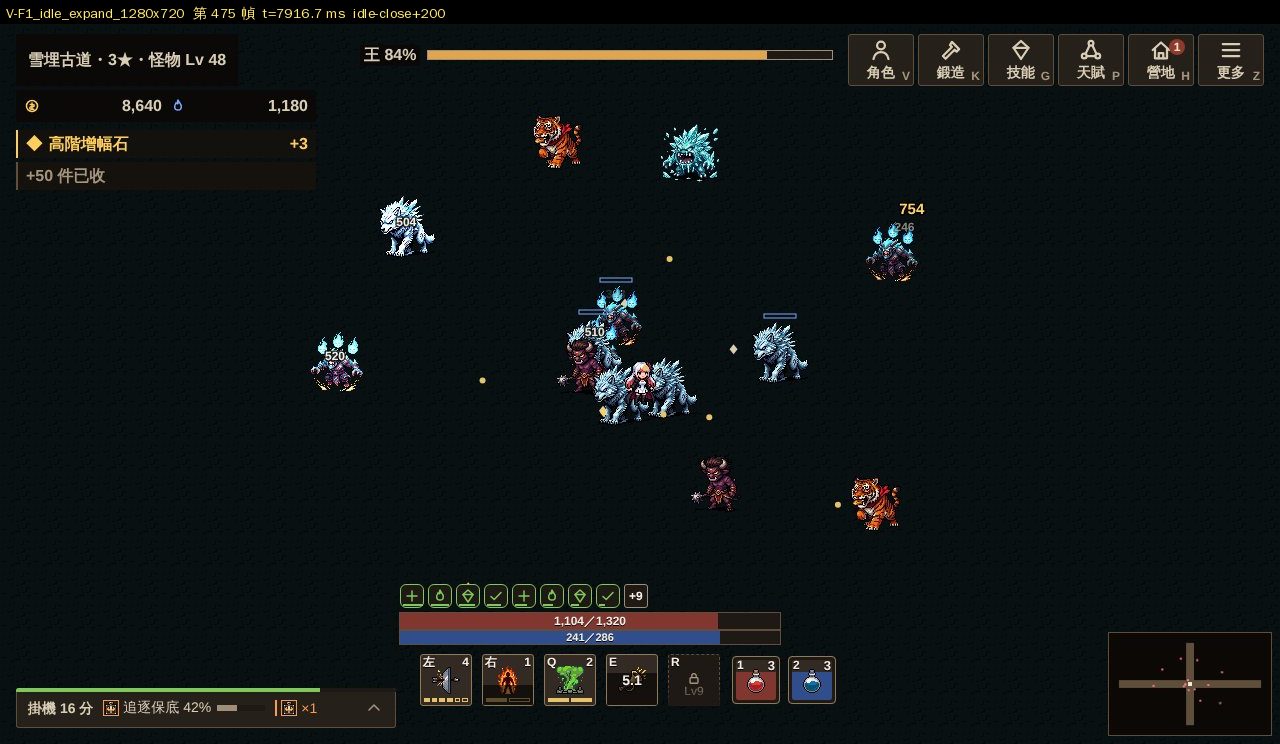 V-F1_idle_expand_1280x720 第 475 幀 t=7916.7 ms idle-close+200
雪埋古道・3★・怪物 Lv 48
王 84%
角色 V
鍛造 K
技能 G
天賦 P
營地 H 1
更多 Z
8,640 1,180
高階增幅石 +3
+50 件已收
754
246
504
510
520
+9
1,104／1,320
241／286
左 4
右 1
Q 2
E 5.1
R Lv9
1 3
2 3
掛機 16 分 追逐保底 42% ×1